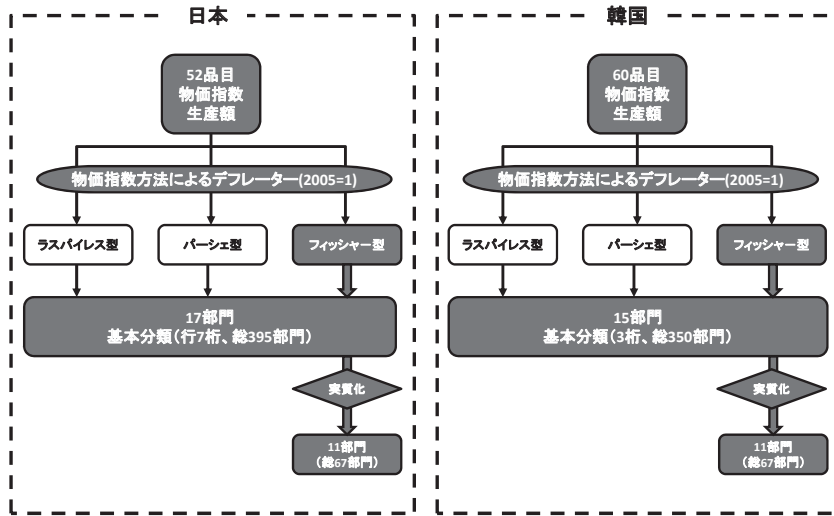 日本
52品目
物価指数
生産額
物価指数方法によるデフレーター(2005=1)
ラスパイレス型
パーシェ型
フィッシャー型
17部門
基本分類(行7桁、総395部門)
実質化
11部門
(総67部門)
韓国
60品目
物価指数
生産額
物価指数方法によるデフレーター(2005=1)
ラスパイレス型
パーシェ型
フィッシャー型
15部門
基本分類(3桁、総350部門)
実質化
11部門
(総67部門)